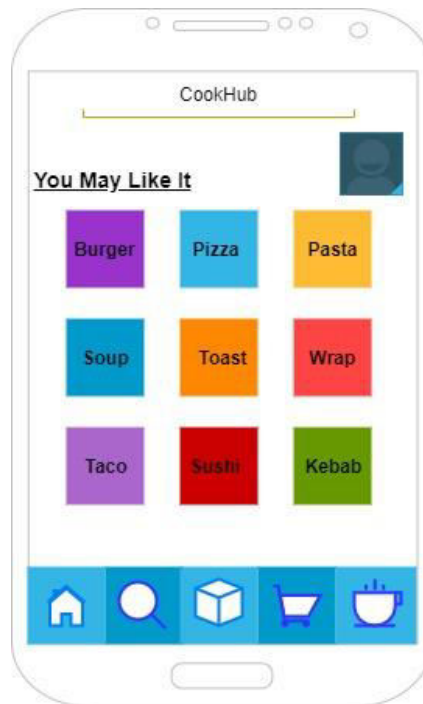 CookHub
You May Like It
Burger Pizza Pasta
Soup Toast Wrap
Taco Sushi Kebab